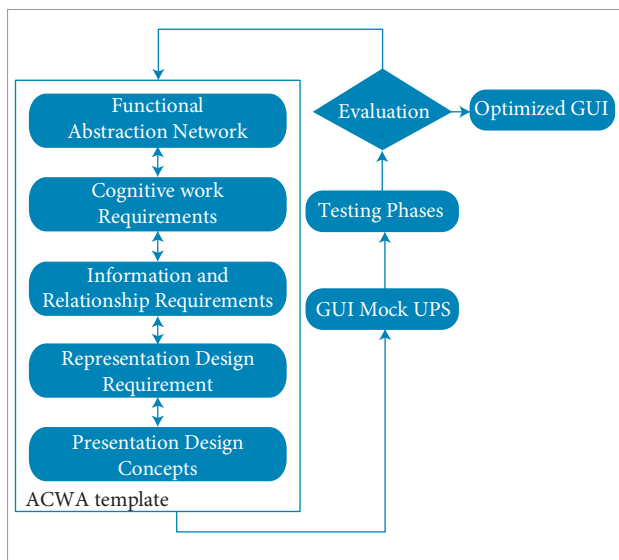 Functional
Abstraction Network
Cognitive work
Requirements
Information and
Relationship Requirements
Representation Design
Requirement
Presentation Design
Concepts
ACWA template
Evaluation
Optimized GUI
Testing Phases
GUI Mock UPS